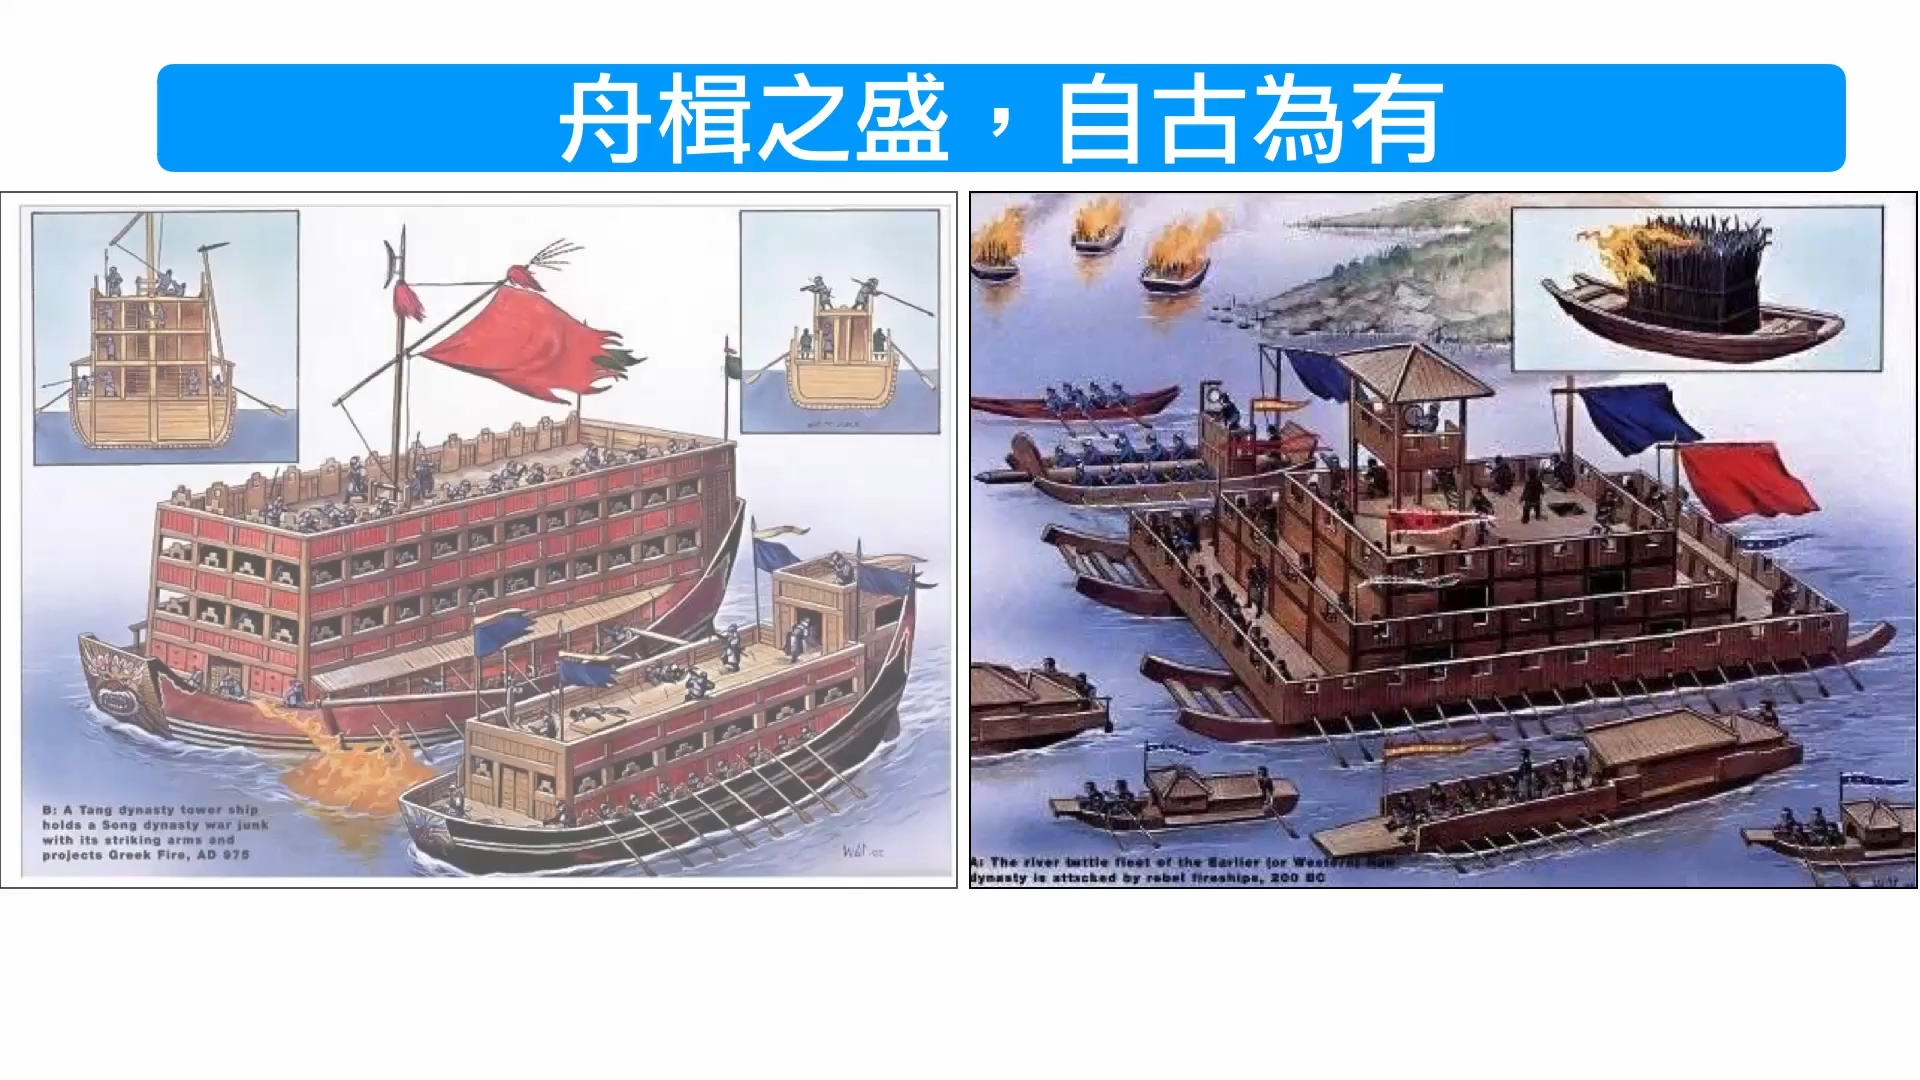 舟楫之盛，自古為有
B: A Tang dynasty tower ship
holds a Song dynasty war junk
with its striking arms and
projects Greek Fire, AD 975
A: The river battle fleet of the Earlier (or Western) Han
dynasty is attacked by rebel fireships, 200 BC